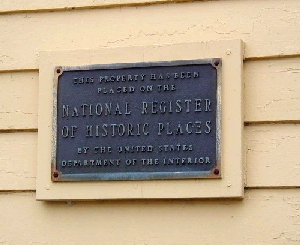 THIS PROPERTY HAS BEEN
PLACED ON THE
NATIONAL REGISTER
OF HISTORIC PLACES
BY THE UNITED STATES
DEPARTMENT OF THE INTERIOR